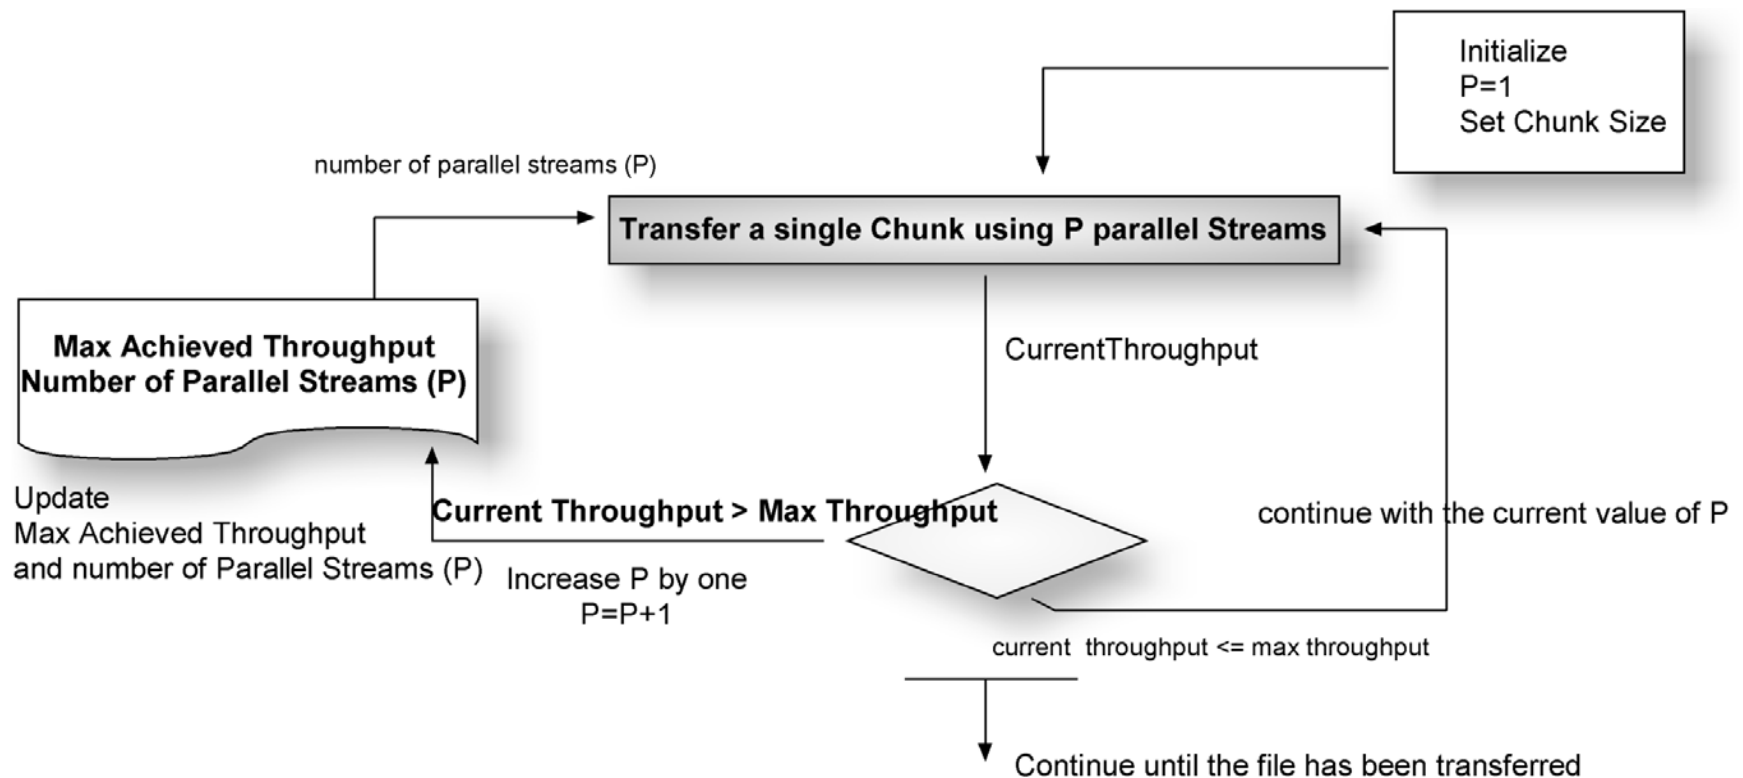 Initialize
P=1
Set Chunk Size
number of parallel streams (P)
Transfer a single Chunk using P parallel Streams
Max Achieved Throughput
Number of Parallel Streams (P)
CurrentThroughput
Update
Max Achieved Throughput
and number of Parallel Streams (P)
Current Throughput > Max Throughput
continue with the current value of P
Increase P by one
P=P+1
current throughput <= max throughput
Continue until the file has been transferred